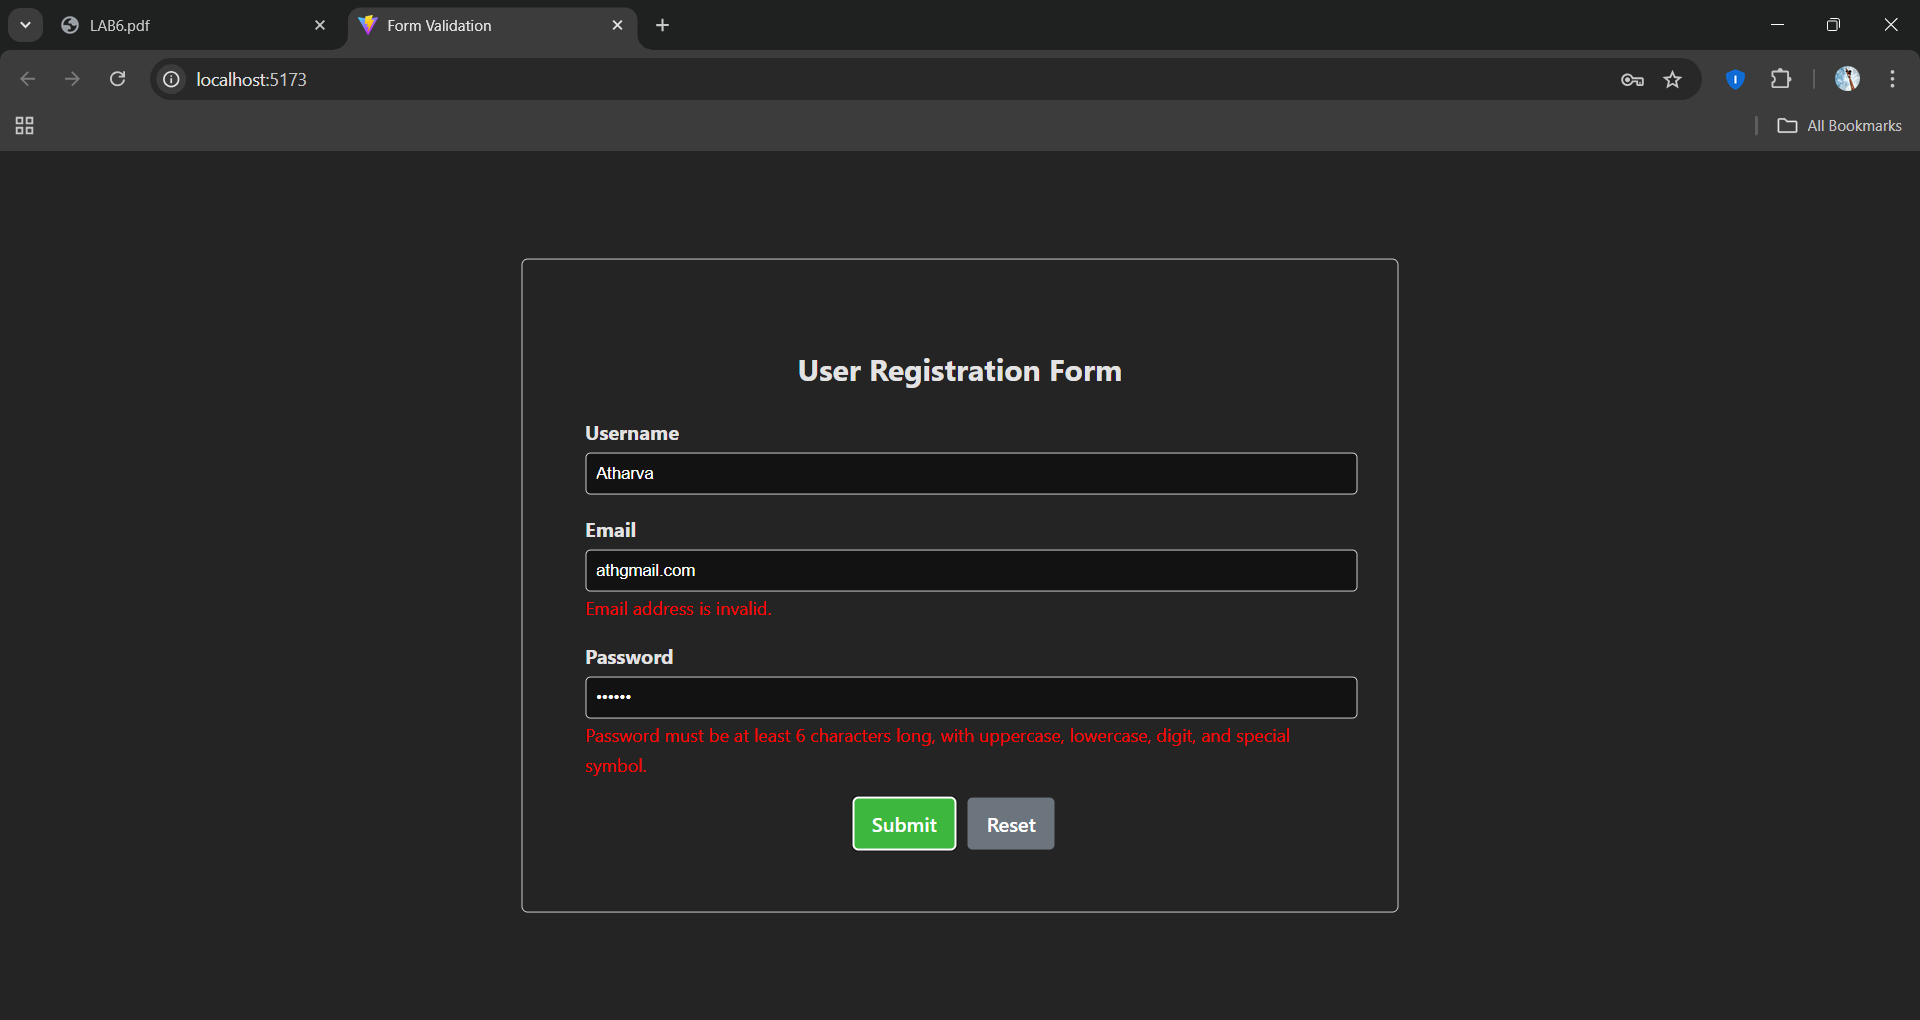 LAB6.pdf
Form Validation
localhost:5173
All Bookmarks
User Registration Form
Username
Atharva
Email
athgmail.com
Email address is invalid.
Password
••••••
Password must be at least 6 characters long, with uppercase, lowercase, digit, and special
symbol.
Submit Reset